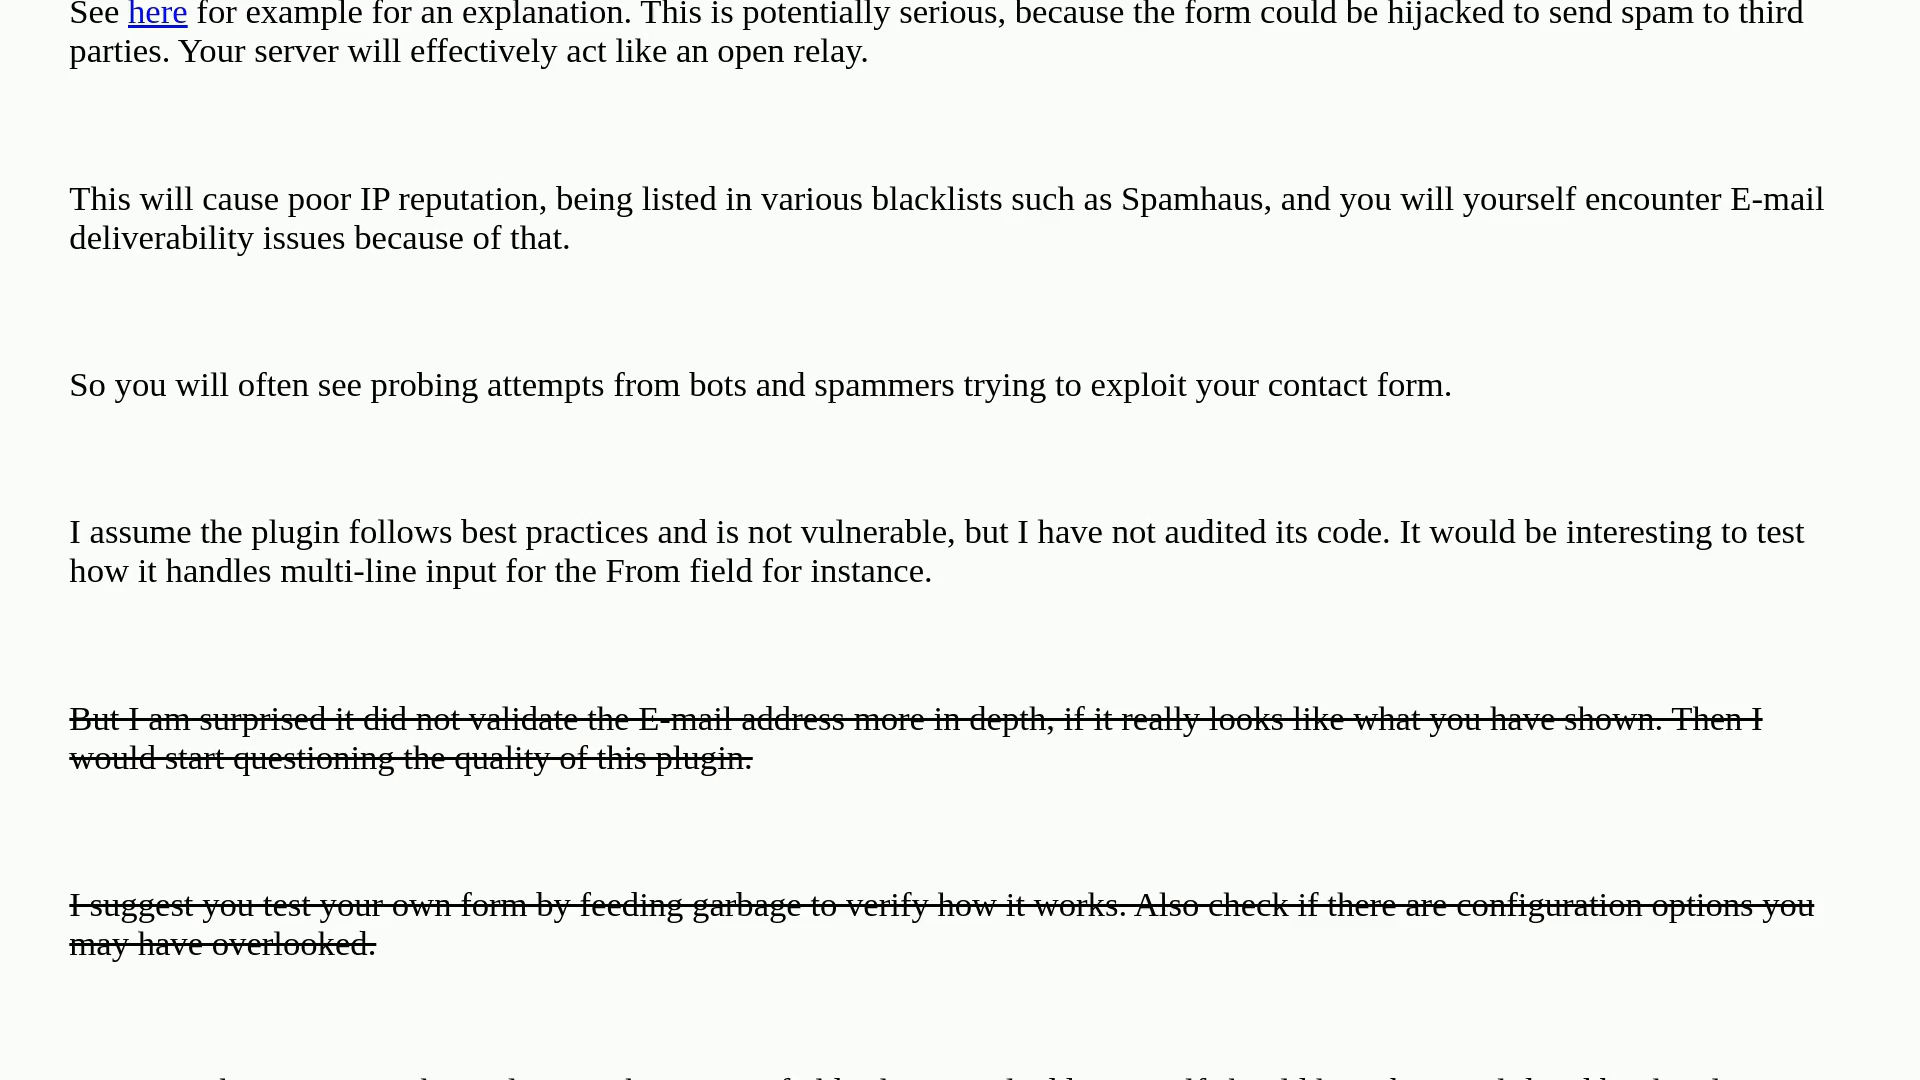 See here for example for an explanation. This is potentially serious, because the form could be hijacked to send spam to third
parties. Your server will effectively act like an open relay.
This will cause poor IP reputation, being listed in various blacklists such as Spamhaus, and you will yourself encounter E-mail
deliverability issues because of that.
So you will often see probing attempts from bots and spammers trying to exploit your contact form.
I assume the plugin follows best practices and is not vulnerable, but I have not audited its code. It would be interesting to test
how it handles multi-line input for the From field for instance.
But I am surprised it did not validate the E-mail address more in depth, if it really looks like what you have shown. Then I
would start questioning the quality of this plugin.
I suggest you test your own form by feeding garbage to verify how it works. Also check if there are configuration options you
may have overlooked.